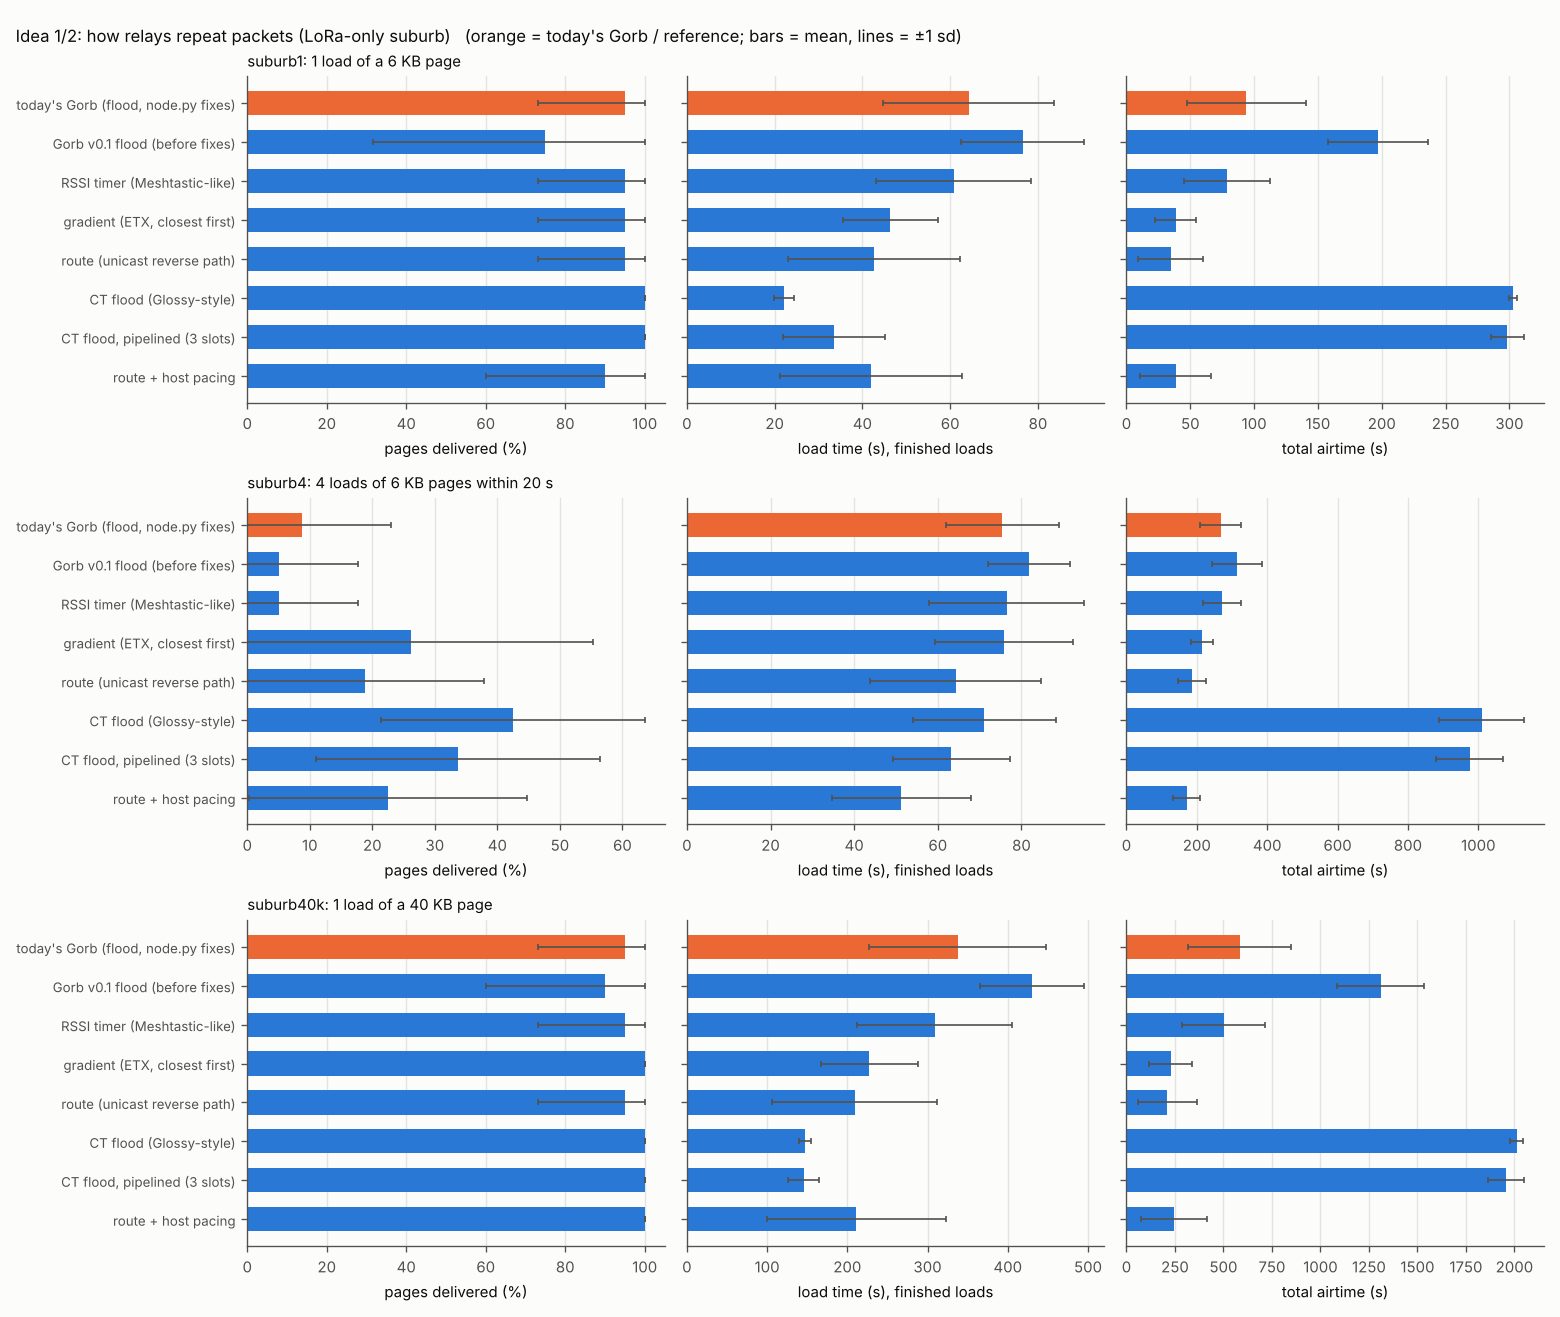 Idea 1/2: how relays repeat packets (LoRa-only suburb)   (orange = today's Gorb / reference; bars = mean, lines = ±1 sd)
suburb1: 1 load of a 6 KB page
today's Gorb (flood, node.py fixes)
Gorb v0.1 flood (before fixes)
RSSI timer (Meshtastic-like)
gradient (ETX, closest first)
route (unicast reverse path)
CT flood (Glossy-style)
CT flood, pipelined (3 slots)
route + host pacing
0 20 40 60 80 100
pages delivered (%)
0 20 40 60 80
load time (s), finished loads
0 50 100 150 200 250 300
total airtime (s)
suburb4: 4 loads of 6 KB pages within 20 s
today's Gorb (flood, node.py fixes)
Gorb v0.1 flood (before fixes)
RSSI timer (Meshtastic-like)
gradient (ETX, closest first)
route (unicast reverse path)
CT flood (Glossy-style)
CT flood, pipelined (3 slots)
route + host pacing
0 10 20 30 40 50 60
pages delivered (%)
0 20 40 60 80
load time (s), finished loads
0 200 400 600 800 1000
total airtime (s)
suburb40k: 1 load of a 40 KB page
today's Gorb (flood, node.py fixes)
Gorb v0.1 flood (before fixes)
RSSI timer (Meshtastic-like)
gradient (ETX, closest first)
route (unicast reverse path)
CT flood (Glossy-style)
CT flood, pipelined (3 slots)
route + host pacing
0 20 40 60 80 100
pages delivered (%)
0 100 200 300 400 500
load time (s), finished loads
0 250 500 750 1000 1250 1500 1750 2000
total airtime (s)